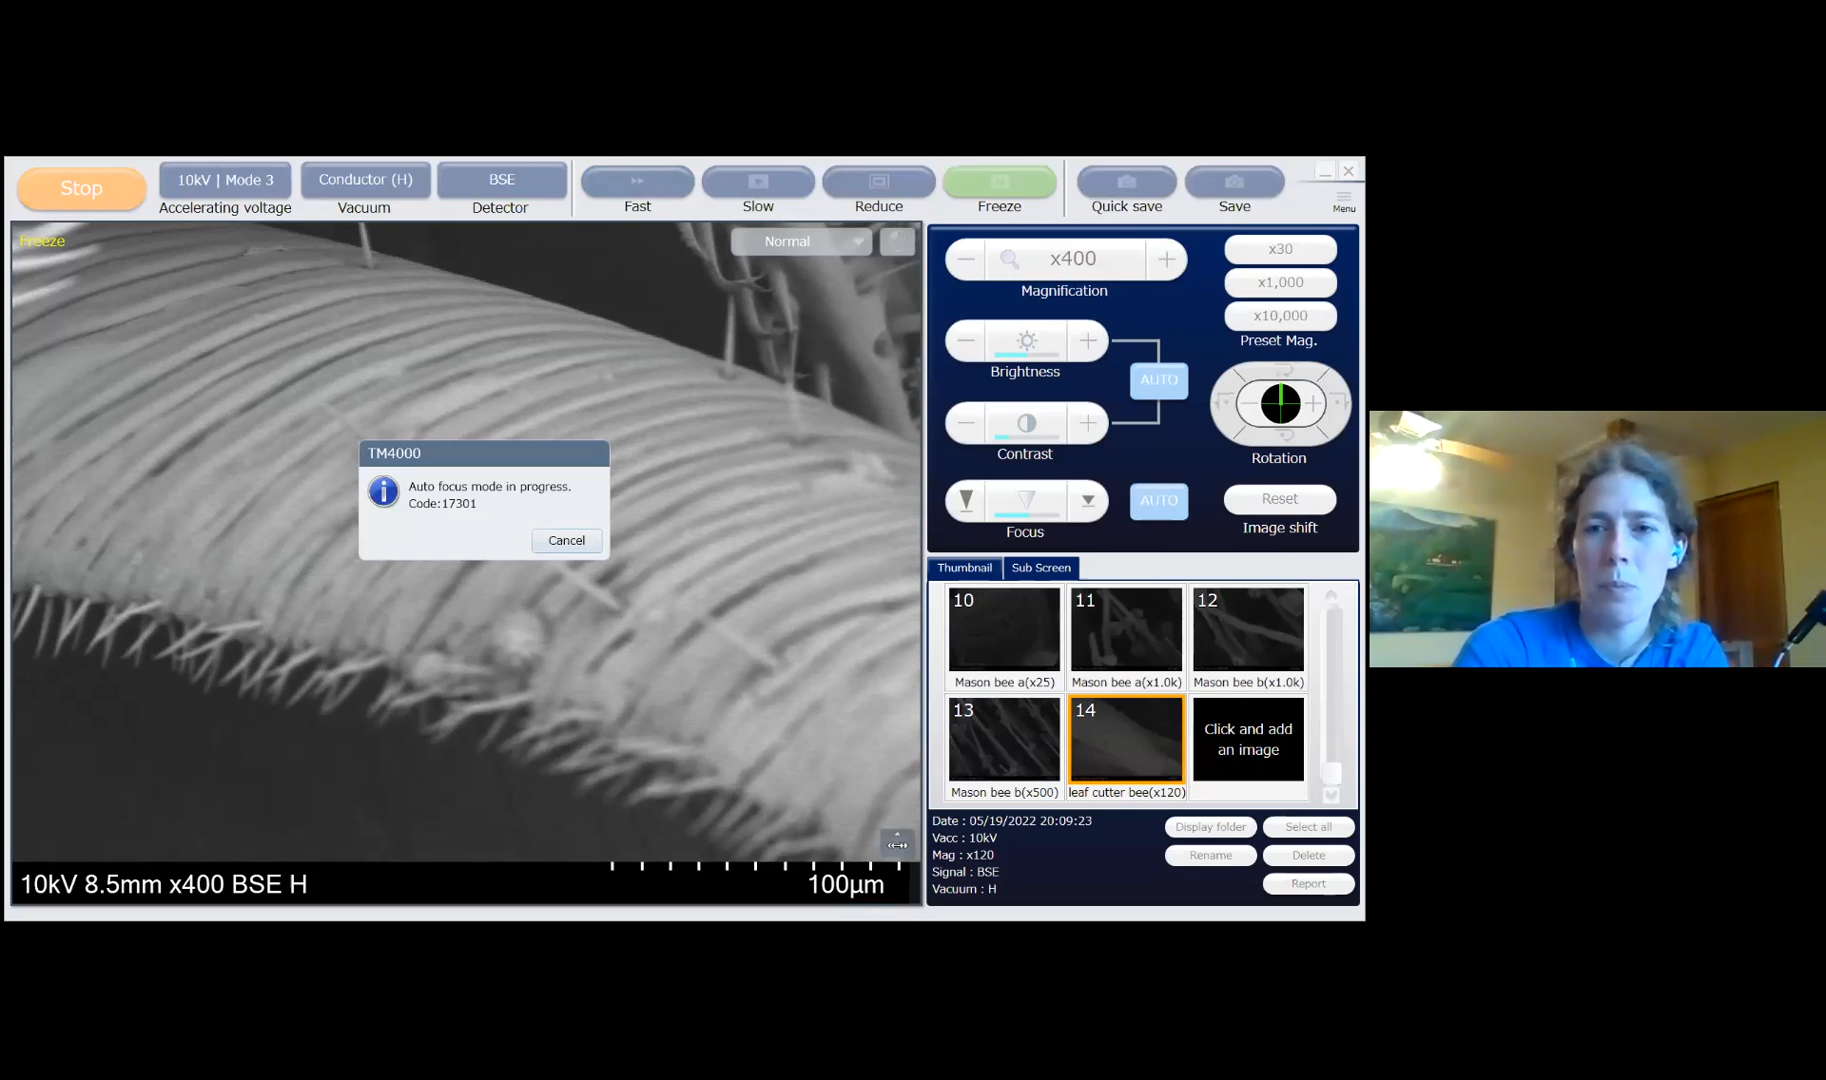 Stop
10kV | Mode 3
Accelerating voltage
Conductor (H)
Vacuum
BSE
Detector
Fast
Slow
Reduce
Freeze
Quick save
Save
Menu
Freeze
Normal
x400
Magnification
x30
x1,000
x10,000
Preset Mag.
Brightness
AUTO
Contrast
Rotation
AUTO
Focus
Reset
Image shift
TM4000
Auto focus mode in progress.
Code:17301
Cancel
Thumbnail
Sub Screen
10
Mason bee a(x25)
11
Mason bee a(x1.0k)
12
Mason bee b(x1.0k)
13
Mason bee b(x500)
14
leaf cutter bee(x120)
Click and add
an image
Date : 05/19/2022 20:09:23
Vacc : 10kV
Mag : x120
Signal : BSE
Vacuum : H
Display folder
Select all
Rename
Delete
Report
10kV 8.5mm x400 BSE H
100µm